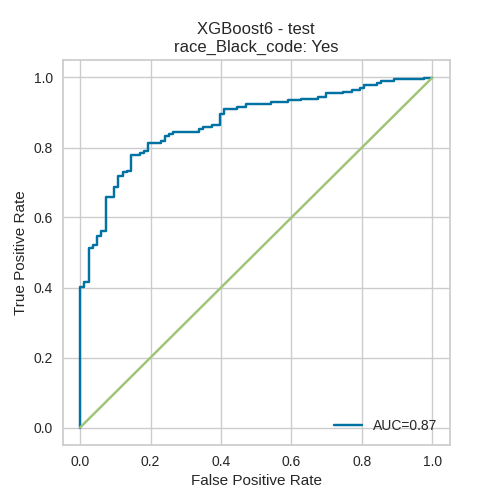 XGBoost6 - test
race_Black_code: Yes
1.0
0.8
0.6
0.4
0.2
0.0
True Positive Rate
AUC=0.87
0.0 0.2 0.4 0.6 0.8 1.0
False Positive Rate